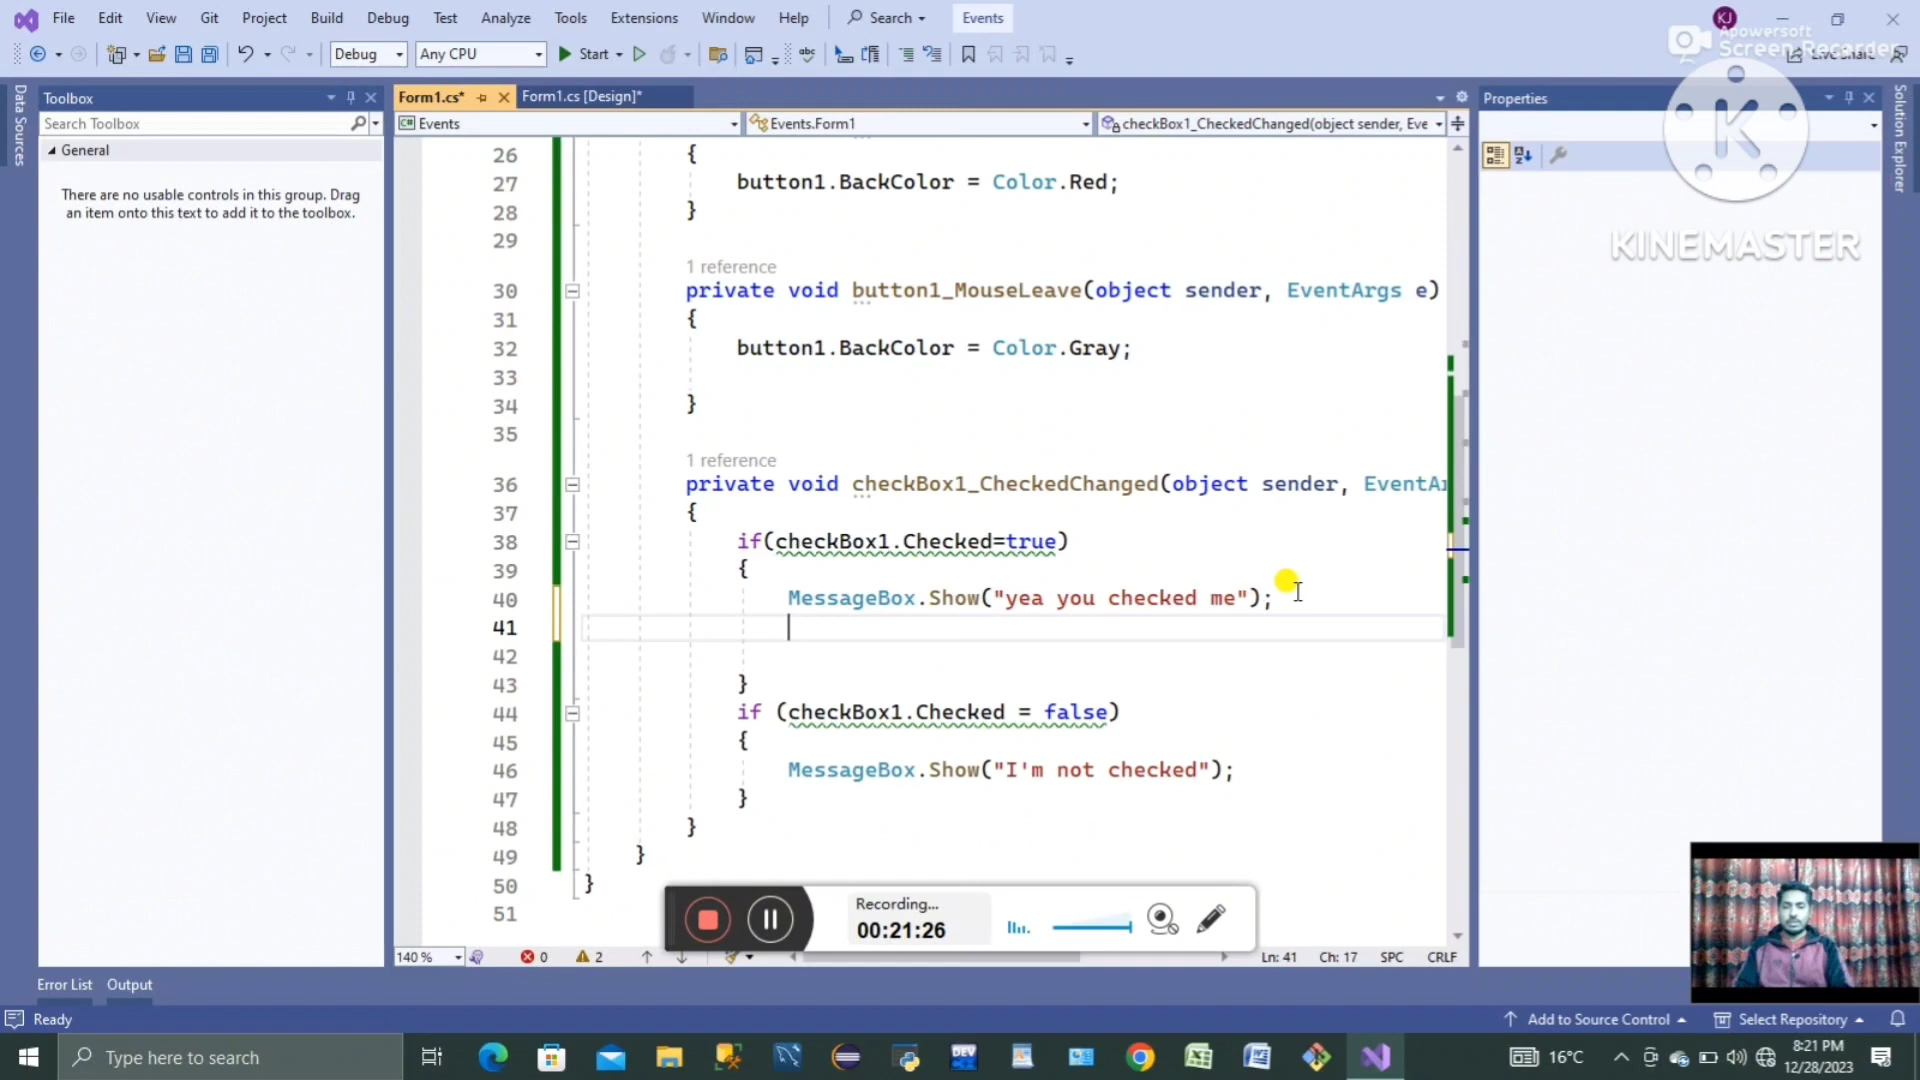 File Edit View Git Project Build Debug Test Analyze Tools Extensions Window Help Search Events KJ
Apowersoft
Screen Recorder
Debug Any CPU Start Live Share
Data Sources
Toolbox
Search Toolbox
General
There are no usable controls in this group. Drag
an item onto this text to add it to the toolbox.
Form1.cs* Form1.cs [Design]*
C# Events Events.Form1 checkBox1_CheckedChanged(object sender, Eve
26 {
27 button1.BackColor = Color.Red;
28 }
29
1 reference
30 private void button1_MouseLeave(object sender, EventArgs e)
31 {
32 button1.BackColor = Color.Gray;
33
34 }
35
1 reference
36 private void checkBox1_CheckedChanged(object sender, EventAr
37 {
38 if(checkBox1.Checked=true)
39 {
40 MessageBox.Show("yea you checked me");
41
42
43 }
44 if (checkBox1.Checked = false)
45 {
46 MessageBox.Show("I'm not checked");
47 }
48 }
49 }
50 }
51
Properties
Solution Explorer
K
KINEMASTER
Recording...
00:21:26
140 % 0 2 Ln: 41 Ch: 17 SPC CRLF
Error List Output
Ready Add to Source Control Select Repository
Type here to search DEV 16°C 8:21 PM
12/28/2023